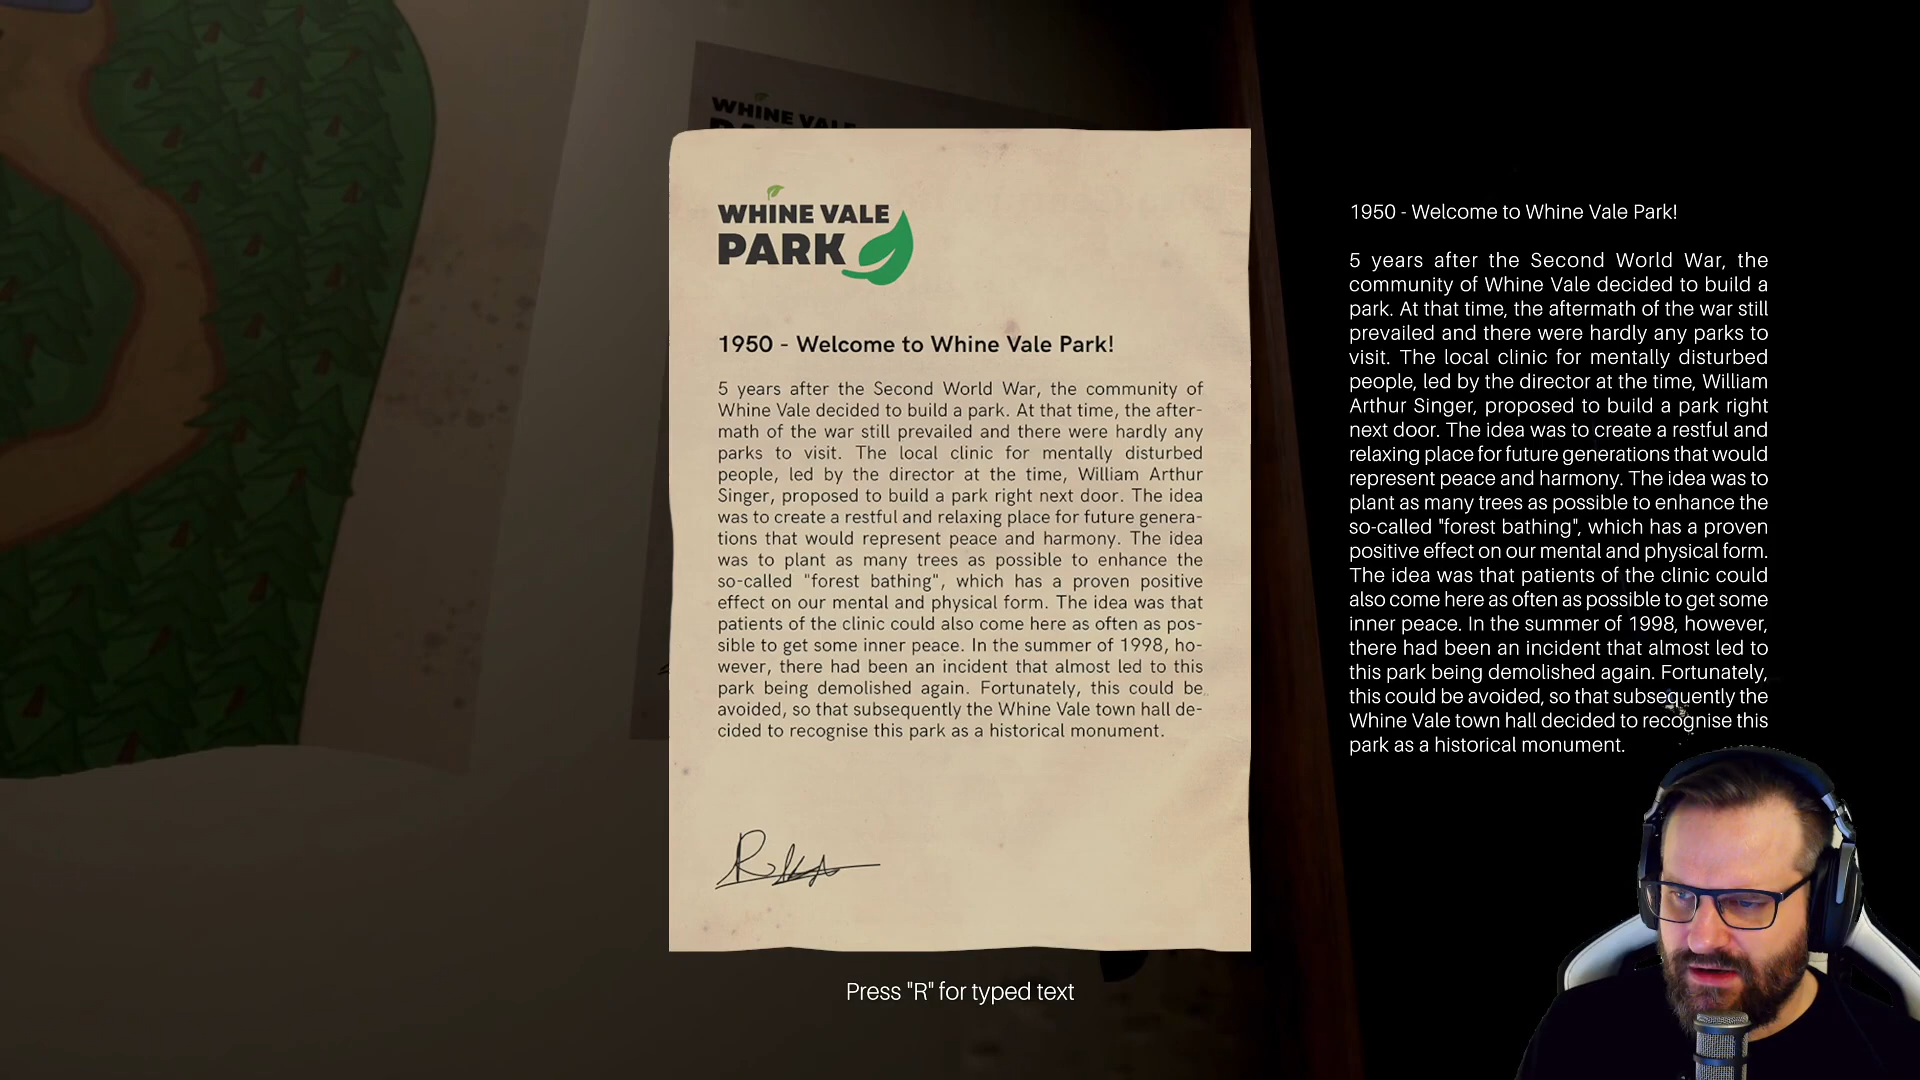 WHINE VALE
WHINE VALE
PARK
1950 - Welcome to Whine Vale Park!
5 years after the Second World War, the community of
Whine Vale decided to build a park. At that time, the after-
math of the war still prevailed and there were hardly any
parks to visit. The local clinic for mentally disturbed
people, led by the director at the time, William Arthur
Singer, proposed to build a park right next door. The idea
was to create a restful and relaxing place for future genera-
tions that would represent peace and harmony. The idea
was to plant as many trees as possible to enhance the
so-called "forest bathing", which has a proven positive
effect on our mental and physical form. The idea was that
patients of the clinic could also come here as often as pos-
sible to get some inner peace. In the summer of 1998, ho-
wever, there had been an incident that almost led to this
park being demolished again. Fortunately, this could be
avoided, so that subsequently the Whine Vale town hall de-
cided to recognise this park as a historical monument.
Press "R" for typed text
1950 - Welcome to Whine Vale Park!
5 years after the Second World War, the
community of Whine Vale decided to build a
park. At that time, the aftermath of the war still
prevailed and there were hardly any parks to
visit. The local clinic for mentally disturbed
people, led by the director at the time, William
Arthur Singer, proposed to build a park right
next door. The idea was to create a restful and
relaxing place for future generations that would
represent peace and harmony. The idea was to
plant as many trees as possible to enhance the
so-called "forest bathing", which has a proven
positive effect on our mental and physical form.
The idea was that patients of the clinic could
also come here as often as possible to get some
inner peace. In the summer of 1998, however,
there had been an incident that almost led to
this park being demolished again. Fortunately,
this could be avoided, so that subsequently the
Whine Vale town hall decided to recognise this
park as a historical monument.